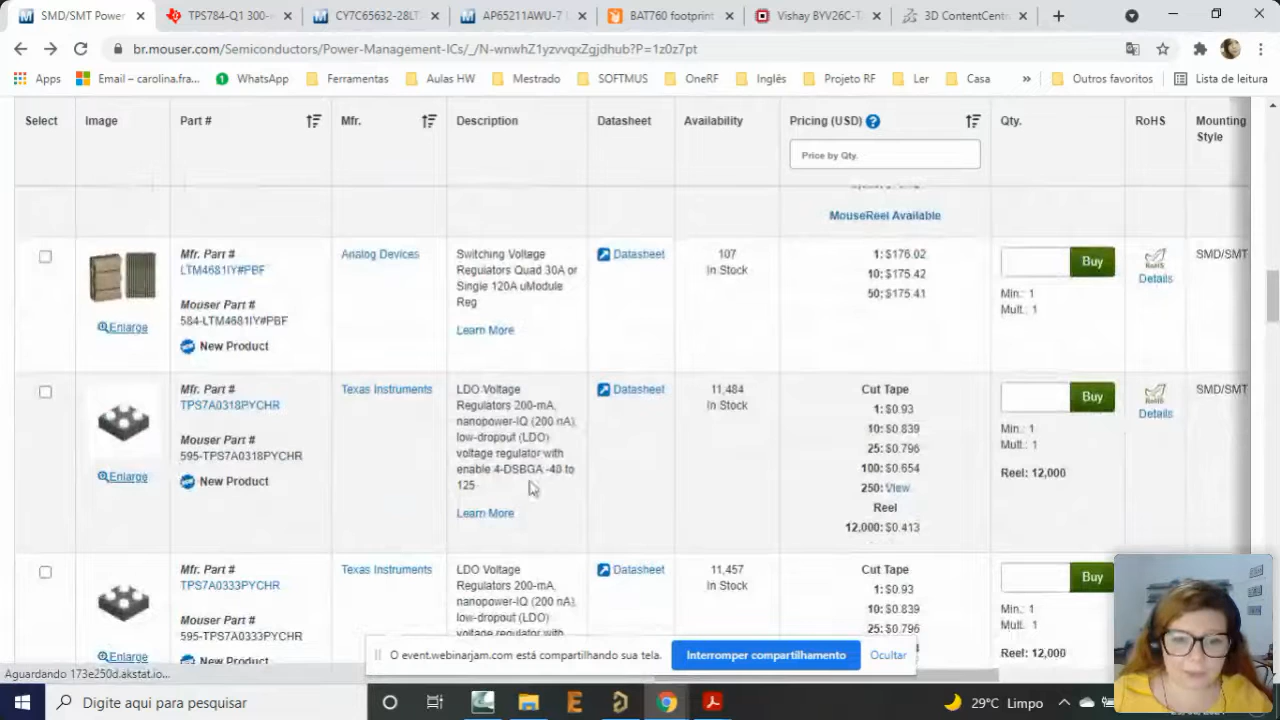 SMD/SMT Power
TPS784-Q1 300-
CY7C65632-28LT
AP65211AWU-7
BAT760 footprint
Vishay BYV26C-T
3D ContentCentr
br.mouser.com/Semiconductors/Power-Management-ICs/_/N-wnwhZ1yzvvqxZgjdhub?P=1z0z7pt
Apps
Email – carolina.fra...
WhatsApp
Ferramentas
Aulas HW
Mestrado
SOFTMUS
OneRF
Inglês
Projeto RF
Ler
Casa
»
Outros favoritos
Lista de leitura
Select
Image
Part #
Mfr.
Description
Datasheet
Availability
Pricing (USD)
Qty.
RoHS
Mounting
Style
Price by Qty.
MouseReel Available
Enlarge
Mfr. Part #
LTM4681IY#PBF
Mouser Part #
584-LTM4681IY#PBF
New Product
Analog Devices
Switching Voltage
Regulators Quad 30A or
Single 120A uModule
Reg
Learn More
Datasheet
107
In Stock
1: $176.02
10: $175.42
50: $175.41
Buy
Min.: 1
Mult.: 1
Details
SMD/SMT
Enlarge
Mfr. Part #
TPS7A0318PYCHR
Mouser Part #
595-TPS7A0318PYCHR
New Product
Texas Instruments
LDO Voltage
Regulators 200-mA,
nanopower-IQ (200 nA),
low-dropout (LDO)
voltage regulator with
enable 4-DSBGA -40 to
125
Learn More
Datasheet
11,484
In Stock
Cut Tape
1: $0.93
10: $0.839
25: $0.796
100: $0.654
250: View
Reel
12,000: $0.413
Buy
Min.: 1
Mult.: 1
Reel: 12,000
Details
SMD/SMT
Enlarge
Mfr. Part #
TPS7A0333PYCHR
Mouser Part #
595-TPS7A0333PYCHR
New Product
Texas Instruments
LDO Voltage
Regulators 200-mA,
nanopower-IQ (200 nA),
low-dropout (LDO)
voltage regulator with
Datasheet
11,457
In Stock
Cut Tape
1: $0.93
10: $0.839
25: $0.796
Buy
Min.: 1
Mult.: 1
Reel: 12,000
O event.webinarjam.com está compartilhando sua tela.
Interromper compartilhamento
Ocultar
Aguardando 173e250d.akstat.io...
Digite aqui para pesquisar
29°C Limpo